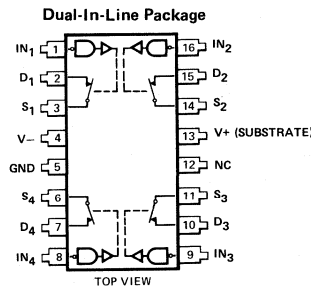 Dual-In-Line Package
IN1 1 16 IN2
D1 2 15 D2
S1 3 14 S2
V– 4 13 V+ (SUBSTRATE)
GND 5 12 NC
S4 6 11 S3
D4 7 10 D3
IN4 8 9 IN3
TOP VIEW